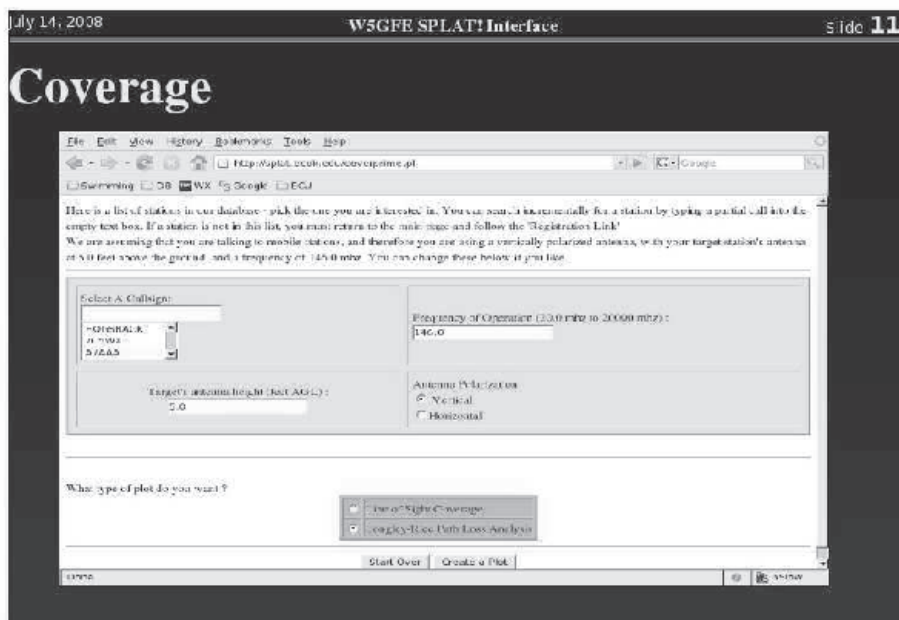 July 14, 2008
W5GFE SPLAT! Interface
slide 11
Coverage
File Edit View History Bookmarks Tools Help
Google
Swimming DB WX Google ECU
Here is a list of stations in our database - pick the one you are interested in. You can search incrementally for a station by typing a partial call into the
empty text box. If a station is not in this list, you must return to the main page and follow the 'Registration Link'
We are assuming that you are talking to mobile stations, and therefore you are using a vertically polarized antenna, with your target station's antenna
at 5.0 feet above the ground, and a frequency of 146.0 mhz. You can change these below if you like.
Select A Callsign:
Frequency of Operation (20.0 mhz to 20000 mhz) :
146.0
Target's antenna height (feet AGL) :
5.0
Antenna Polarization
Vertical
Horizontal
What type of plot do you want ?
Line of Sight Coverage
Longley-Rice Path Loss Analysis
Start Over Create a Plot
Done